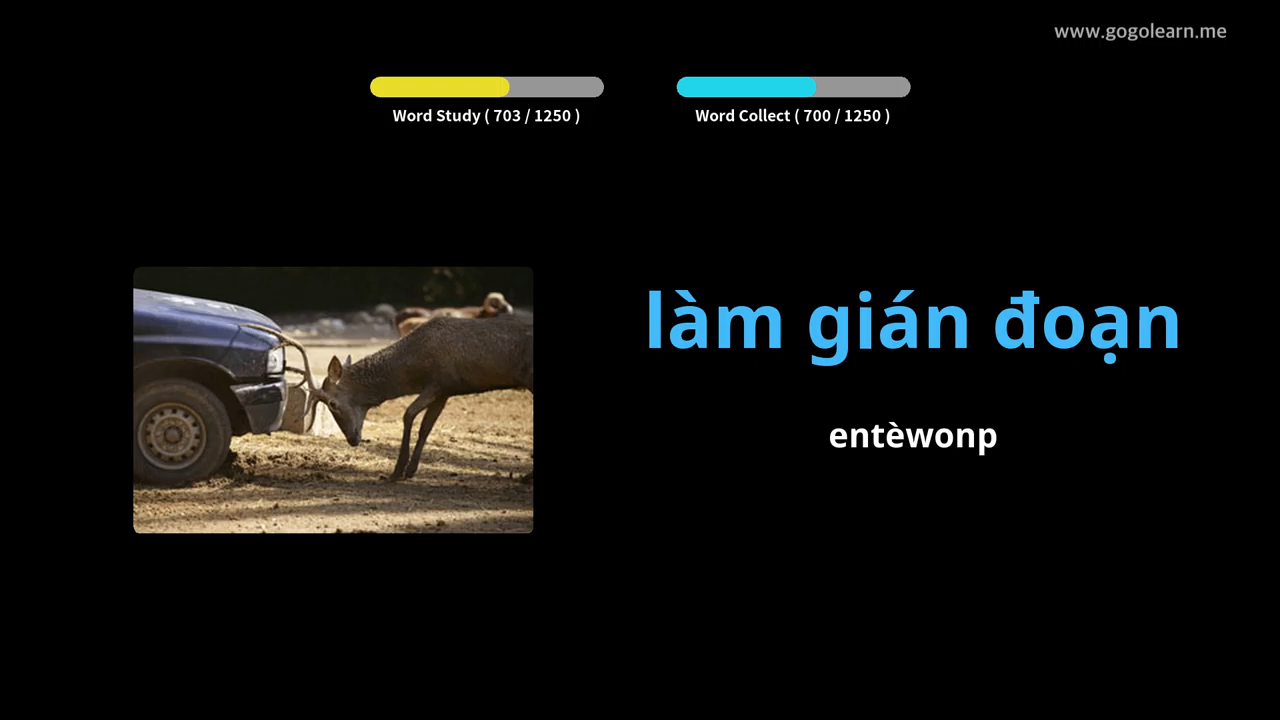 www.gogolearn.me
Word Study ( 703 / 1250 )
Word Collect ( 700 / 1250 )
làm gián đoạn
entèwonp